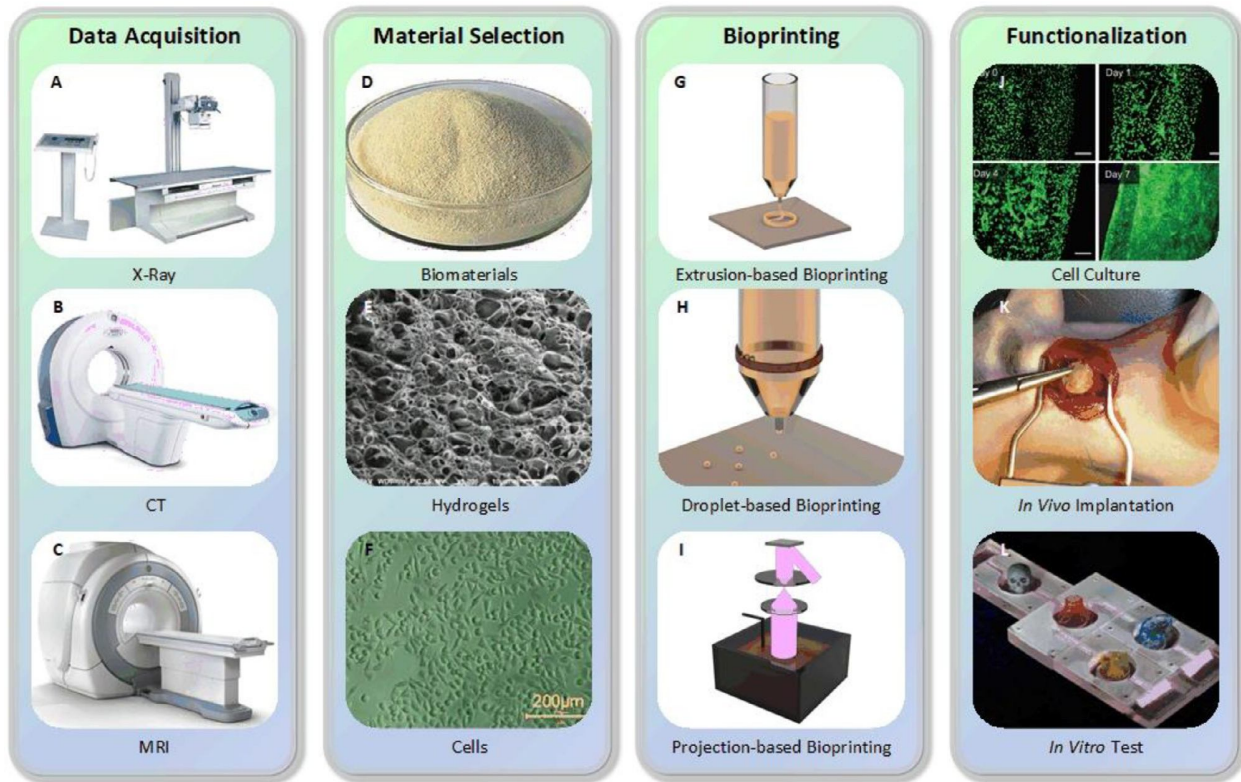 Data Acquisition
A
X-Ray
B
CT
C
MRI
Material Selection
D
Biomaterials
E
Hydrogels
F
200μm
Cells
Bioprinting
G
Extrusion-based Bioprinting
H
Droplet-based Bioprinting
I
Projection-based Bioprinting
Functionalization
J
Day 0
Day 1
Day 4
Day 7
Cell Culture
K
In Vivo Implantation
L
In Vitro Test